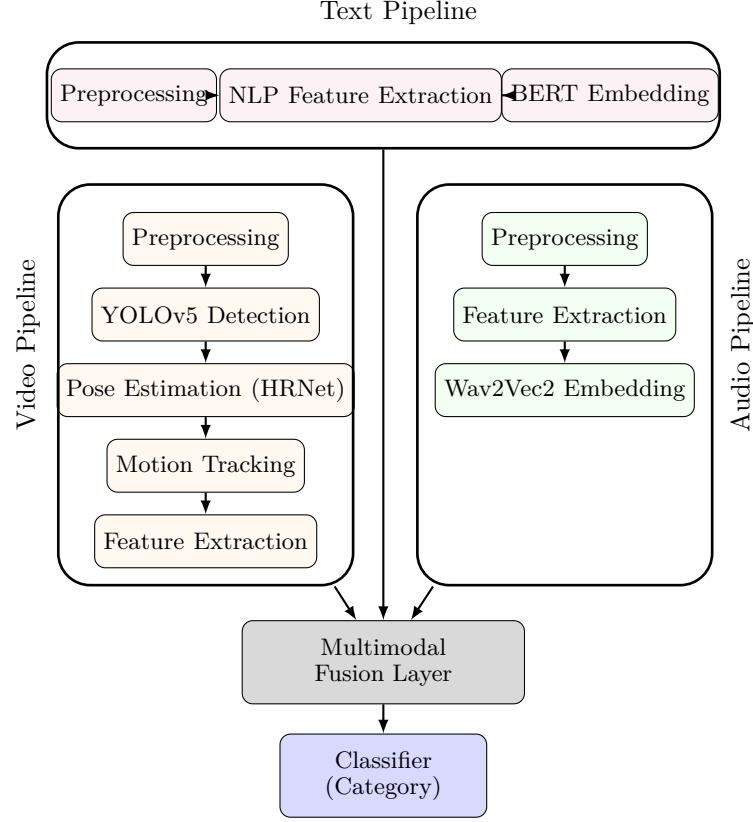 Text Pipeline
Preprocessing
NLP Feature Extraction
BERT Embedding
Video Pipeline
Preprocessing
YOLOv5 Detection
Pose Estimation (HRNet)
Motion Tracking
Feature Extraction
Preprocessing
Feature Extraction
Wav2Vec2 Embedding
Audio Pipeline
Multimodal
Fusion Layer
Classifier
(Category)